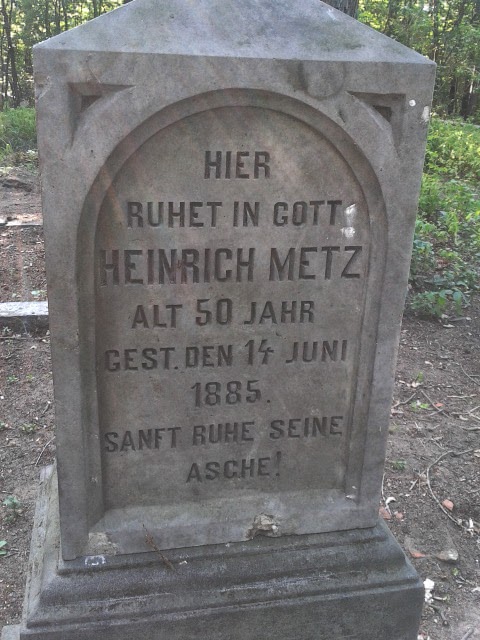 HIER
RUHET IN GOTT
HEINRICH METZ
ALT 50 JAHR
GEST. DEN 14 JUNI
1885.
SANFT RUHE SEINE
ASCHE!